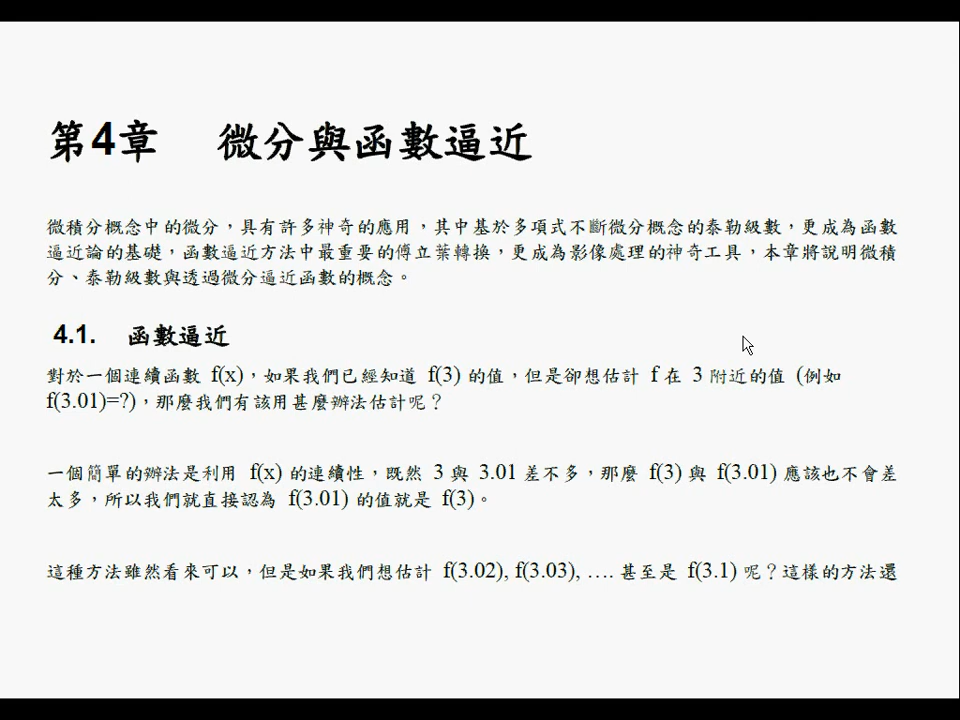 第4章 微分與函數逼近
微積分概念中的微分，具有許多神奇的應用，其中基於多項式不斷微分概念的泰勒級數，更成為函數
逼近論的基礎，函數逼近方法中最重要的傅立葉轉換，更成為影像處理的神奇工具，本章將說明微積
分、泰勒級數與透過微分逼近函數的概念。
4.1. 函數逼近
對於一個連續函數 f(x)，如果我們已經知道 f(3) 的值，但是卻想估計 f 在 3 附近的值 (例如
f(3.01)=?)，那麼我們有該用甚麼辦法估計呢？
一個簡單的辦法是利用 f(x) 的連續性，既然 3 與 3.01 差不多，那麼 f(3) 與 f(3.01) 應該也不會差
太多，所以我們就直接認為 f(3.01) 的值就是 f(3)。
這種方法雖然看來可以，但是如果我們想估計 f(3.02), f(3.03), …. 甚至是 f(3.1) 呢？這樣的方法還